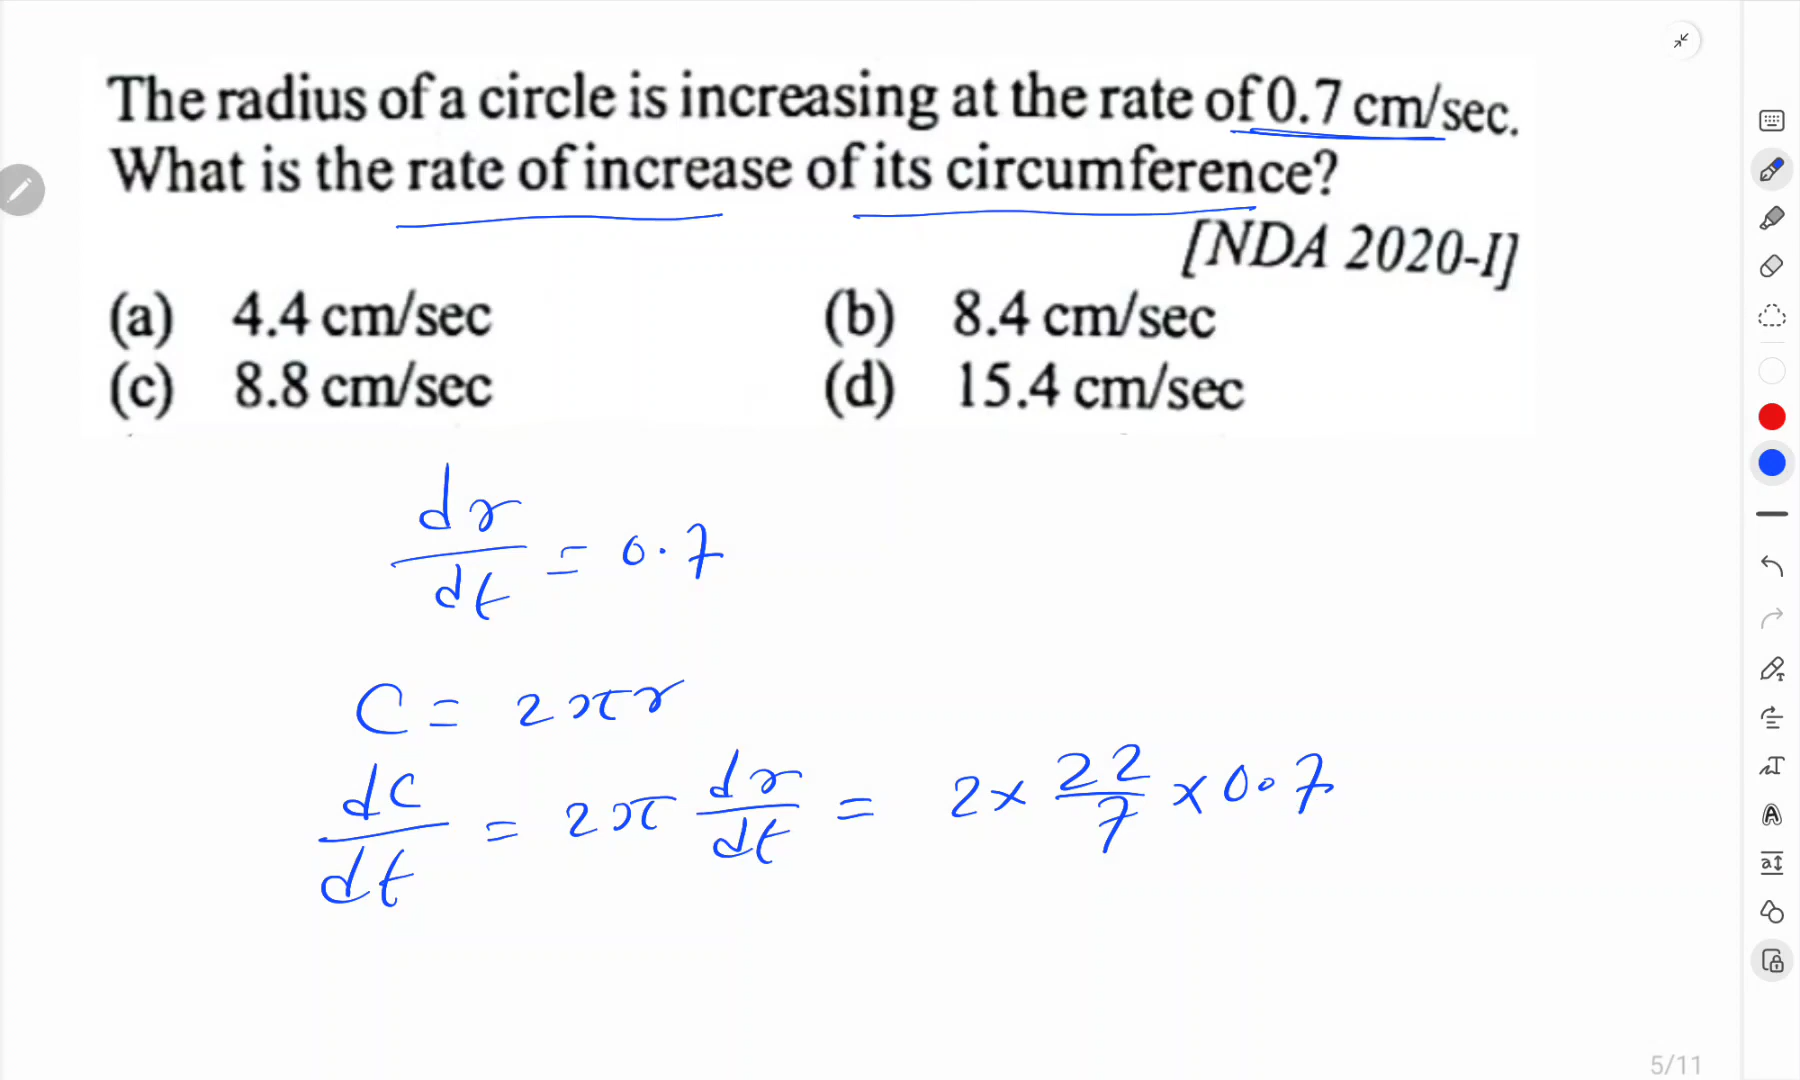 The radius of a circle is increasing at the rate of 0.7 cm/sec.
What is the rate of increase of its circumference?
[NDA 2020-I]
(a) 4.4 cm/sec (b) 8.4 cm/sec
(c) 8.8 cm/sec (d) 15.4 cm/sec
dr/dt = 0.7
C = 2πr
dC/dt = 2π dr/dt = 2 × 22/7 × 0.7
5/11